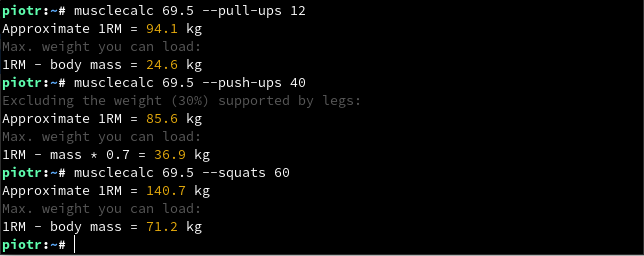 piotr:~# musclecalc 69.5 --pull-ups 12
Approximate 1RM = 94.1 kg
Max. weight you can load:
1RM - body mass = 24.6 kg
piotr:~# musclecalc 69.5 --push-ups 40
Excluding the weight (30%) supported by legs:
Approximate 1RM = 85.6 kg
Max. weight you can load:
1RM - mass * 0.7 = 36.9 kg
piotr:~# musclecalc 69.5 --squats 60
Approximate 1RM = 140.7 kg
Max. weight you can load:
1RM - body mass = 71.2 kg
piotr:~#